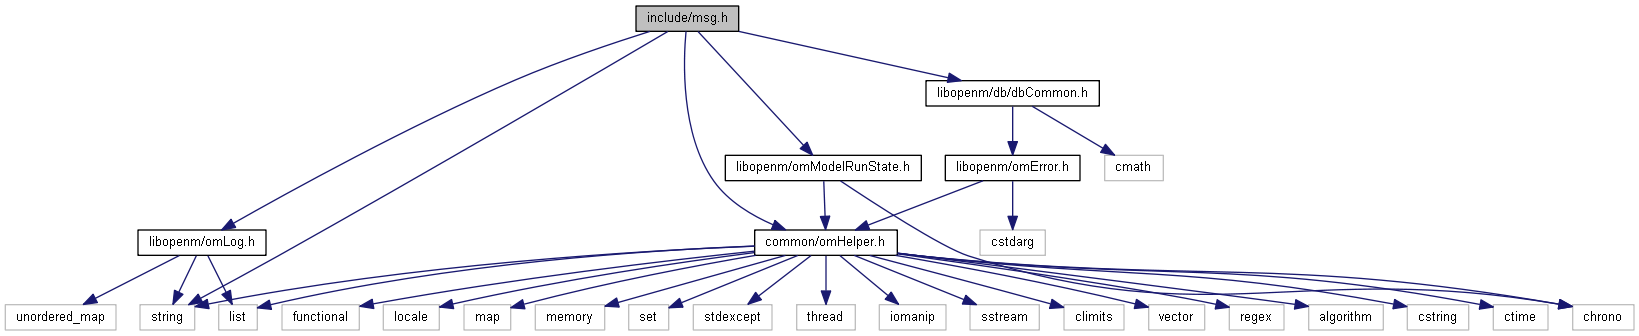 include/msg.h
libopenm/db/dbCommon.h
libopenm/omModelRunState.h
libopenm/omError.h
cmath
libopenm/omLog.h
common/omHelper.h
cstdarg
unordered_map
string
list
functional
locale
map
memory
set
stdexcept
thread
iomanip
sstream
climits
vector
regex
algorithm
cstring
ctime
chrono